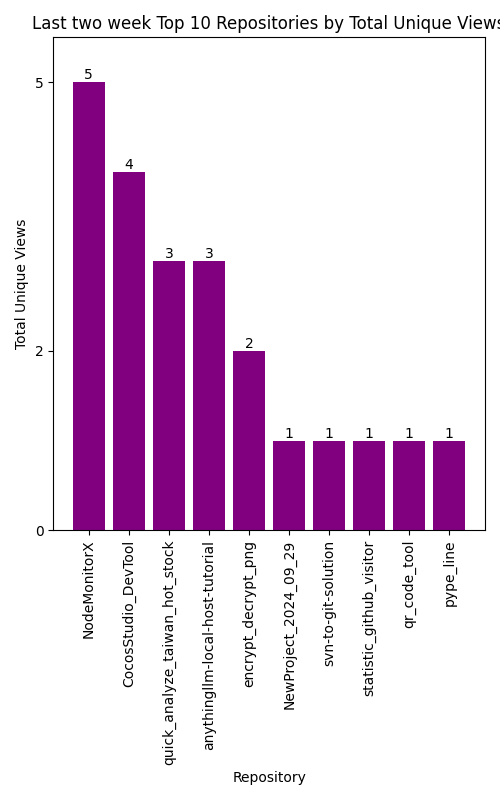 Last two week Top 10 Repositories by Total Unique Views
5
4
3
3
2
1
1
1
1
1
5
2
0
Total Unique Views
NodeMonitorX
CocosStudio_DevTool
quick_analyze_taiwan_hot_stock
anythingllm-local-host-tutorial
encrypt_decrypt_png
NewProject_2024_09_29
svn-to-git-solution
statistic_github_visitor
qr_code_tool
pype_line
Repository